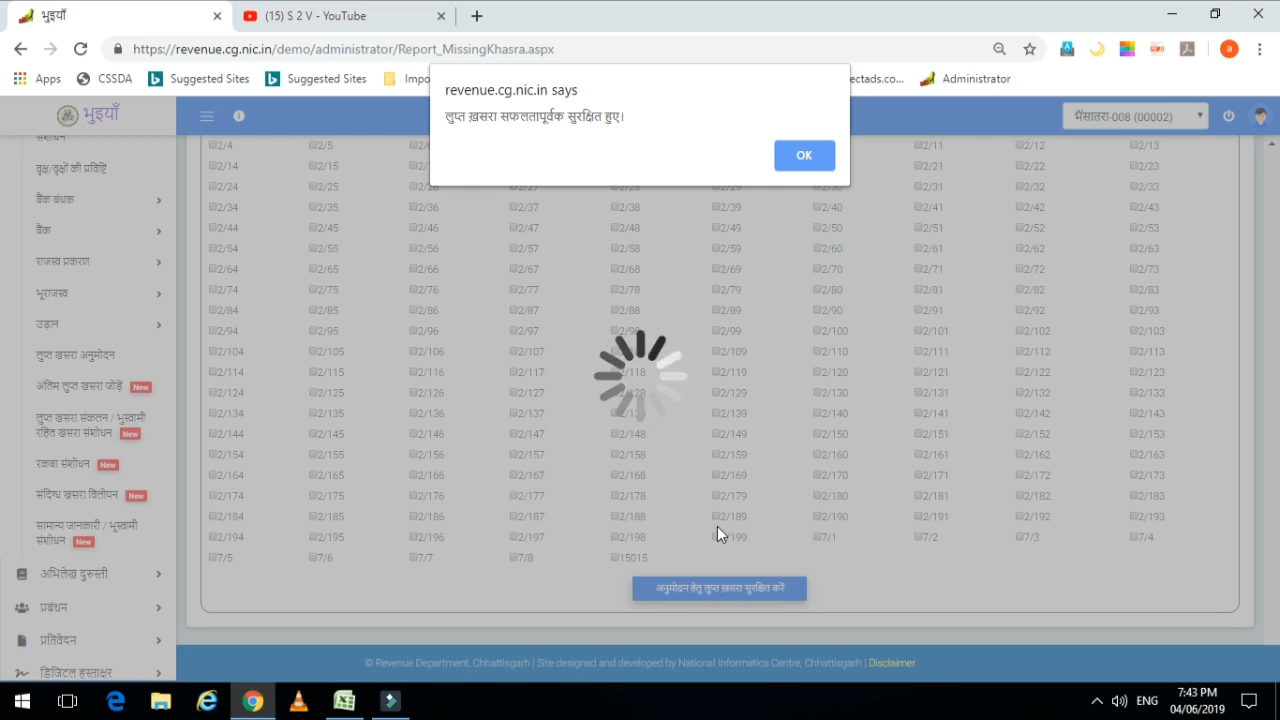 भुइयाँ
(15) S 2 V - YouTube
https://revenue.cg.nic.in/demo/administrator/Report_MissingKhasra.aspx
a
Apps
CSSDA
Suggested Sites
Suggested Sites
Impo
ectads.co...
Administrator
revenue.cg.nic.in says
लुप्त ख़सरा सफलतापूर्वक सुरक्षित हुए।
OK
भुइयाँ
भैंसातरा-008 (00002)
संशोधन
वृक्ष/वृक्षों की प्रविष्टि
बैंक बंधक
बैंक
राजस्व प्रकरण
भूराजस्व
उड़ान
लुप्त खसरा अनुमोदन
अंतिम लुप्त खसरा जोड़ें New
लुप्त खसरा संकलन / भूस्वामी
रहित खसरा संशोधन New
रकबा संशोधन New
संदिग्ध खसरा विलोपन New
सामान्य जानकारी / भूस्वामी
संशोधन New
अभिलेख दुरुस्ती
प्रबंधन
प्रतिवेदन
डिजिटल हस्ताक्षर
2/4 2/5 2/11 2/12 2/13
2/14 2/15 2/21 2/22 2/23
2/24 2/25 2/26 2/27 2/28 2/29 2/30 2/31 2/32 2/33
2/34 2/35 2/36 2/37 2/38 2/39 2/40 2/41 2/42 2/43
2/44 2/45 2/46 2/47 2/48 2/49 2/50 2/51 2/52 2/53
2/54 2/55 2/56 2/57 2/58 2/59 2/60 2/61 2/62 2/63
2/64 2/65 2/66 2/67 2/68 2/69 2/70 2/71 2/72 2/73
2/74 2/75 2/76 2/77 2/78 2/79 2/80 2/81 2/82 2/83
2/84 2/85 2/86 2/87 2/88 2/89 2/90 2/91 2/92 2/93
2/94 2/95 2/96 2/97 2/98 2/99 2/100 2/101 2/102 2/103
2/104 2/105 2/106 2/107 2/109 2/110 2/111 2/112 2/113
2/114 2/115 2/116 2/117 2/118 2/119 2/120 2/121 2/122 2/123
2/124 2/125 2/126 2/127 2/128 2/129 2/130 2/131 2/132 2/133
2/134 2/135 2/136 2/137 2/139 2/140 2/141 2/142 2/143
2/144 2/145 2/146 2/147 2/148 2/149 2/150 2/151 2/152 2/153
2/154 2/155 2/156 2/157 2/158 2/159 2/160 2/161 2/162 2/163
2/164 2/165 2/166 2/167 2/168 2/169 2/170 2/171 2/172 2/173
2/174 2/175 2/176 2/177 2/178 2/179 2/180 2/181 2/182 2/183
2/184 2/185 2/186 2/187 2/188 2/189 2/190 2/191 2/192 2/193
2/194 2/195 2/196 2/197 2/198 2/199 7/1 7/2 7/3 7/4
7/5 7/6 7/7 7/8 15015
अनुमोदन हेतु लुप्त ख़सरा सुरक्षित करें
© Revenue Department, Chhattisgarh | Site designed and developed by National Informatics Centre, Chhattisgarh | Disclaimer
ENG
7:43 PM
04/06/2019